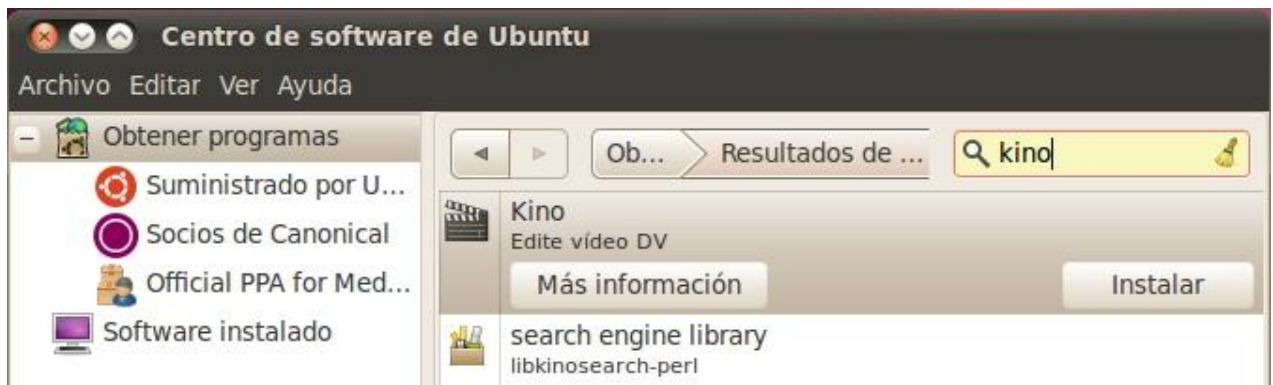 Centro de software de Ubuntu
Archivo Editar Ver Ayuda
Obtener programas
Suministrado por U...
Socios de Canonical
Official PPA for Med...
Software instalado
Ob... Resultados de ... kino
Kino
Edite vídeo DV
Más información Instalar
search engine library
libkinosearch-perl